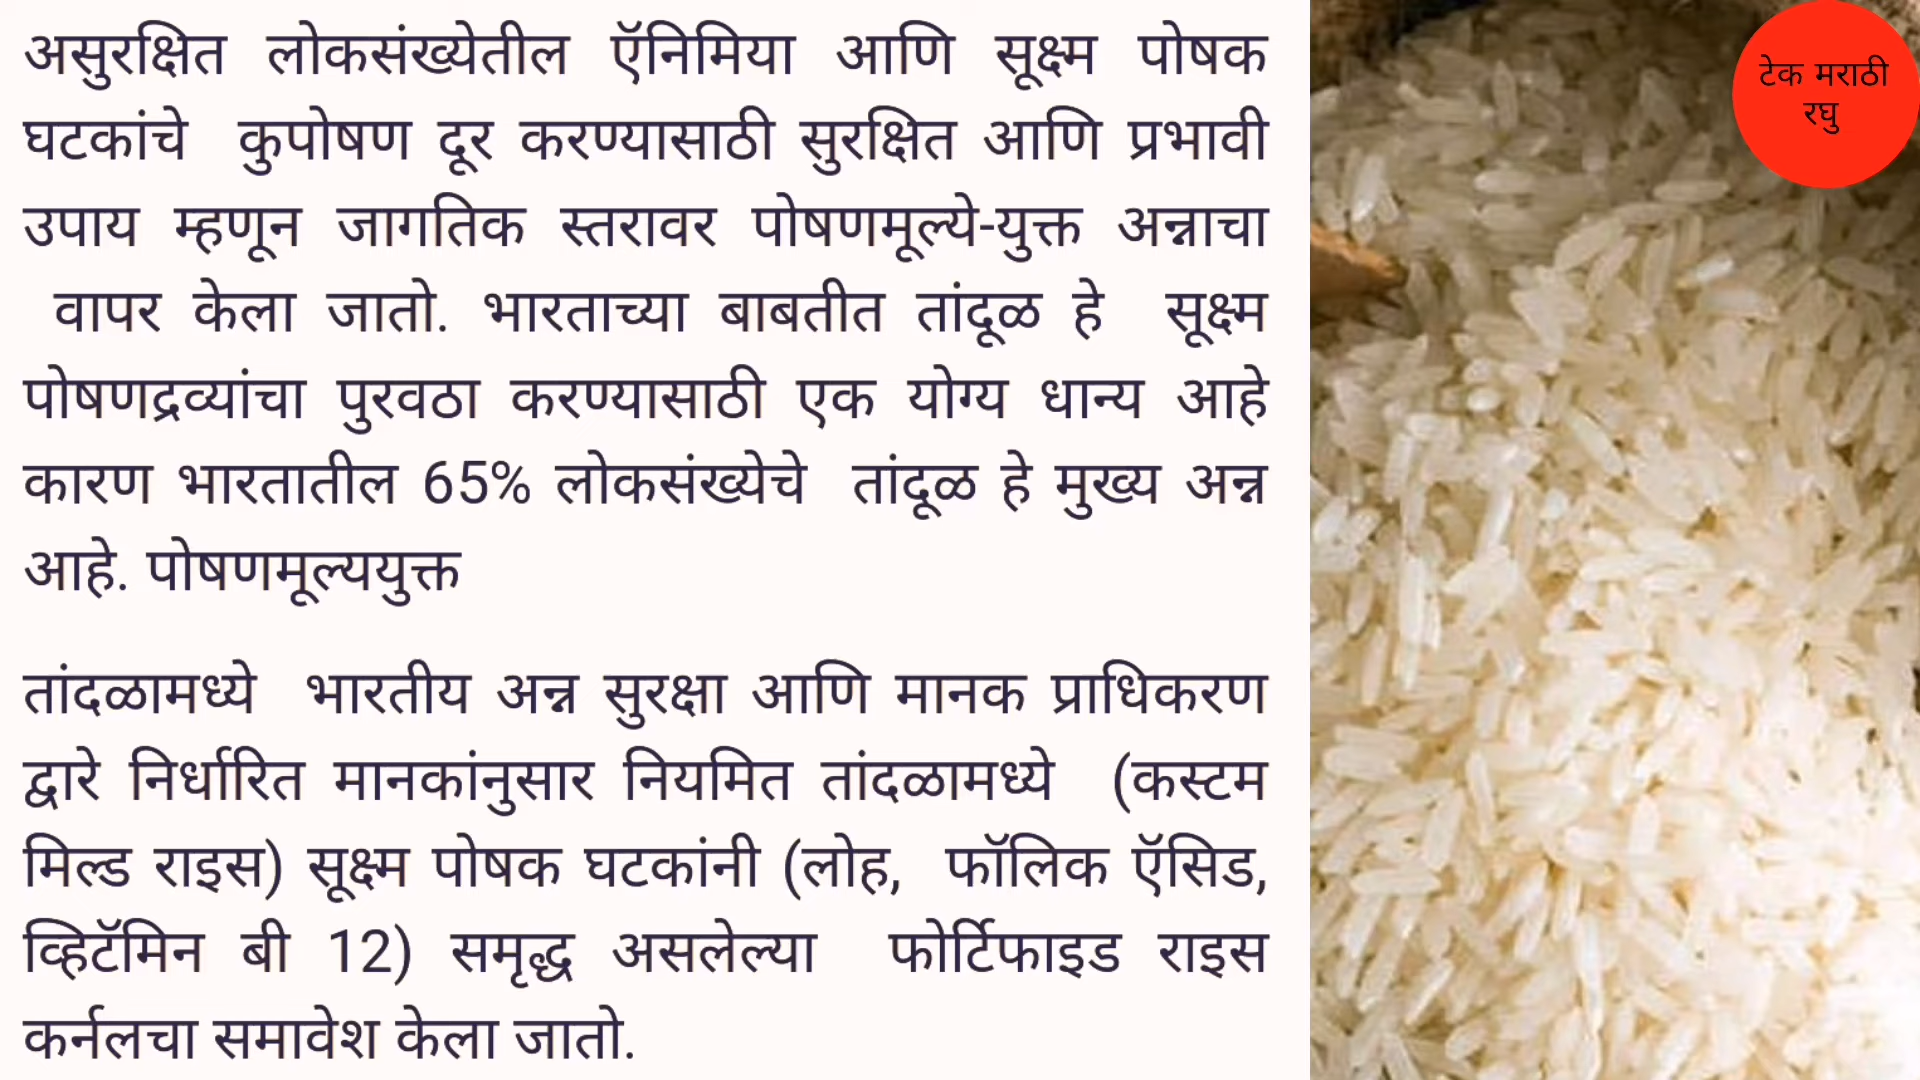 असुरक्षित लोकसंख्येतील ऍनिमिया आणि सूक्ष्म पोषक
घटकांचे कुपोषण दूर करण्यासाठी सुरक्षित आणि प्रभावी
उपाय म्हणून जागतिक स्तरावर पोषणमूल्ये-युक्त अन्नाचा
वापर केला जातो. भारताच्या बाबतीत तांदूळ हे सूक्ष्म
पोषणद्रव्यांचा पुरवठा करण्यासाठी एक योग्य धान्य आहे
कारण भारतातील 65% लोकसंख्येचे तांदूळ हे मुख्य अन्न
आहे. पोषणमूल्ययुक्त
तांदळामध्ये भारतीय अन्न सुरक्षा आणि मानक प्राधिकरण
द्वारे निर्धारित मानकांनुसार नियमित तांदळामध्ये (कस्टम
मिल्ड राइस) सूक्ष्म पोषक घटकांनी (लोह, फॉलिक ऍसिड,
व्हिटॅमिन बी 12) समृद्ध असलेल्या फोर्टिफाइड राइस
कर्नलचा समावेश केला जातो.
टेक मराठी
रघु